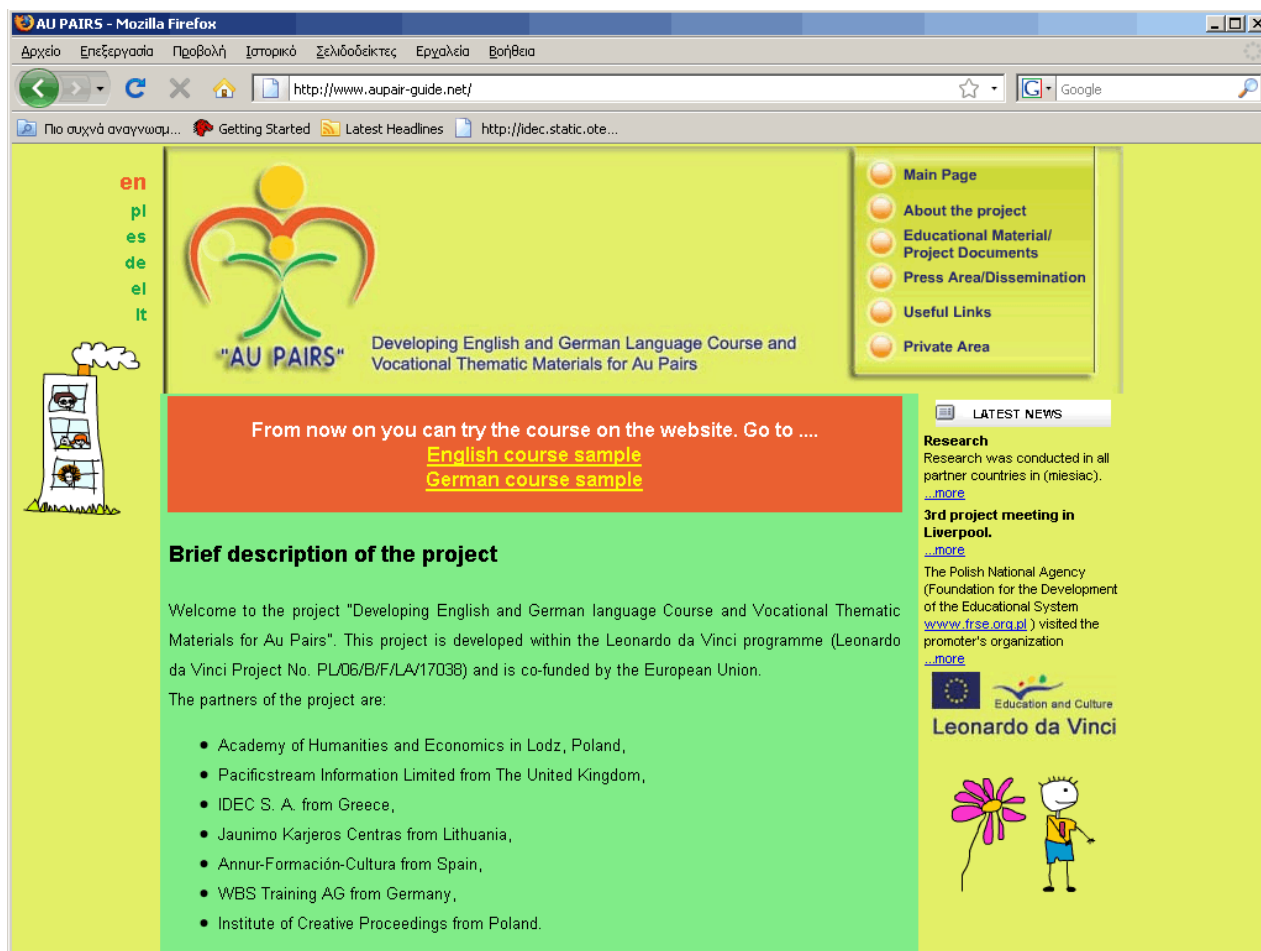 AU PAIRS - Mozilla Firefox
Αρχείο Επεξεργασία Προβολή Ιστορικό Σελιδοδείκτες Εργαλεία Βοήθεια
http://www.aupair-guide.net/
Google
Πιο συχνά αναγνωσμ... Getting Started Latest Headlines http://idec.static.ote...
en
pl
es
de
el
lt
"AU PAIRS"
Developing English and German Language Course and
Vocational Thematic Materials for Au Pairs
Main Page
About the project
Educational Material/
Project Documents
Press Area/Dissemination
Useful Links
Private Area
From now on you can try the course on the website. Go to ....
English course sample
German course sample
Brief description of the project
Welcome to the project "Developing English and German language Course and Vocational Thematic
Materials for Au Pairs". This project is developed within the Leonardo da Vinci programme (Leonardo
da Vinci Project No. PL/06/B/F/LA/17038) and is co-funded by the European Union.
The partners of the project are:
Academy of Humanities and Economics in Lodz, Poland,
Pacificstream Information Limited from The United Kingdom,
IDEC S. A. from Greece,
Jaunimo Karjeros Centras from Lithuania,
Annur-Formación-Cultura from Spain,
WBS Training AG from Germany,
Institute of Creative Proceedings from Poland.
LATEST NEWS
Research
Research was conducted in all
partner countries in (miesiac).
...more
3rd project meeting in
Liverpool.
...more
The Polish National Agency
(Foundation for the Development
of the Educational System
www.frse.org.pl ) visited the
promoter's organization
...more
Education and Culture
Leonardo da Vinci